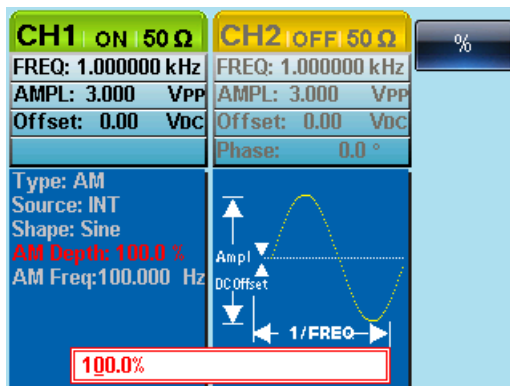 CH1 ON 50 Ω CH2 OFF 50 Ω %
FREQ: 1.000000 kHz FREQ: 1.000000 kHz
AMPL: 3.000 VPP AMPL: 3.000 VPP
Offset: 0.00 VDC Offset: 0.00 VDC
Phase: 0.0 °
Type: AM
Source: INT
Shape: Sine
AM Depth: 100.0 %
AM Freq:100.000 Hz
Ampl
DC Offset
1/FREQ
100.0%